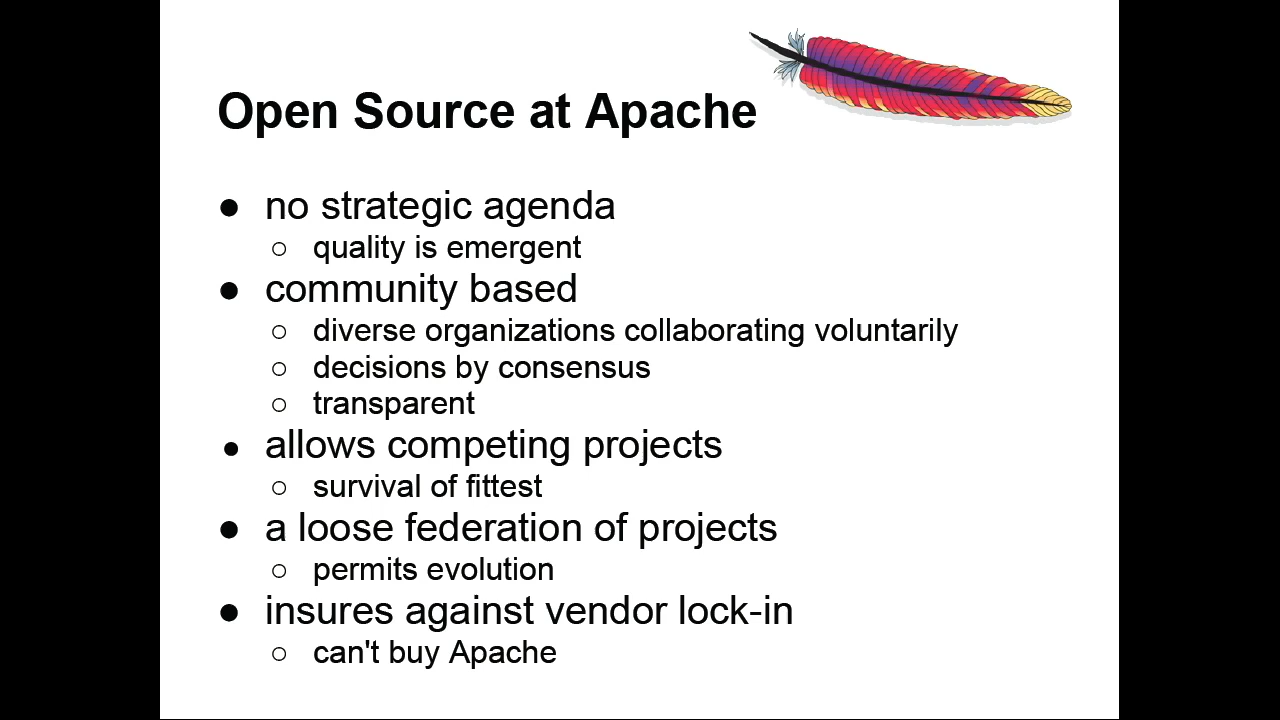 Open Source at Apache
● no strategic agenda
○ quality is emergent
● community based
○ diverse organizations collaborating voluntarily
○ decisions by consensus
○ transparent
● allows competing projects
○ survival of fittest
● a loose federation of projects
○ permits evolution
● insures against vendor lock-in
○ can't buy Apache